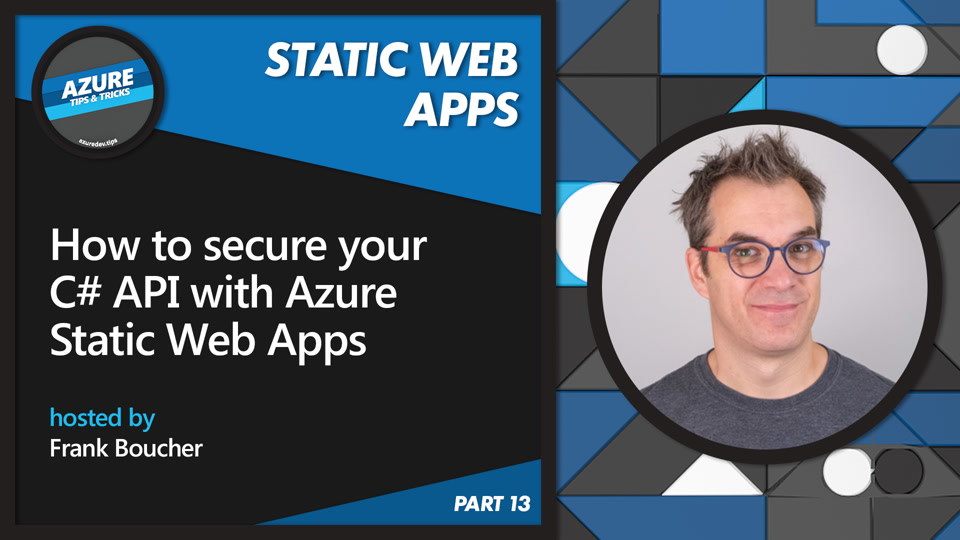 AZURE
TIPS & TRICKS
azuredev.tips
STATIC WEB
APPS
How to secure your
C# API with Azure
Static Web Apps
hosted by
Frank Boucher
PART 13